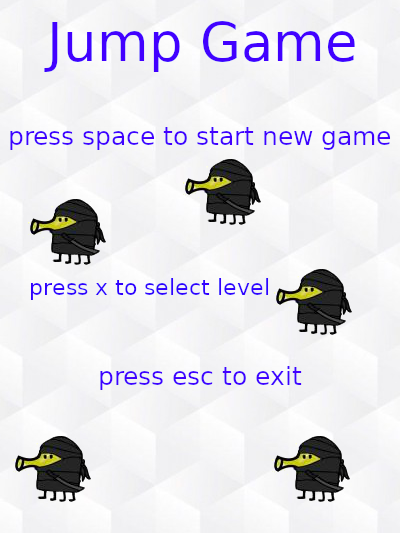 Jump Game
press space to start new game
press x to select level
press esc to exit